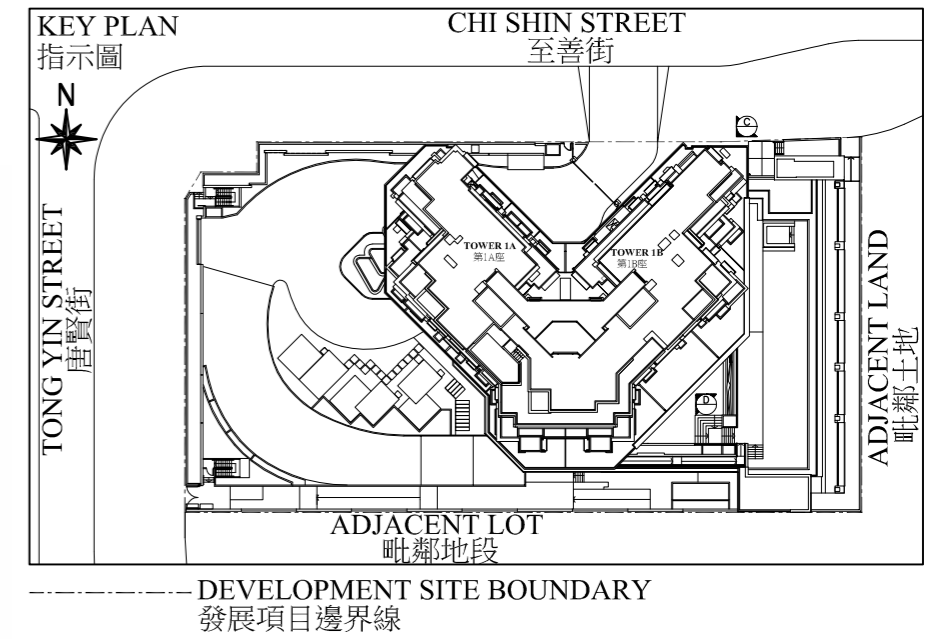 KEY PLAN
指示圖
N
CHI SHIN STREET
至善街
C
TOWER 1A
第1A座
TOWER 1B
第1B座
TONG YIN STREET
唐賢街
D
ADJACENT LAND
毗鄰土地
ADJACENT LOT
毗鄰地段
DEVELOPMENT SITE BOUNDARY
發展項目邊界線